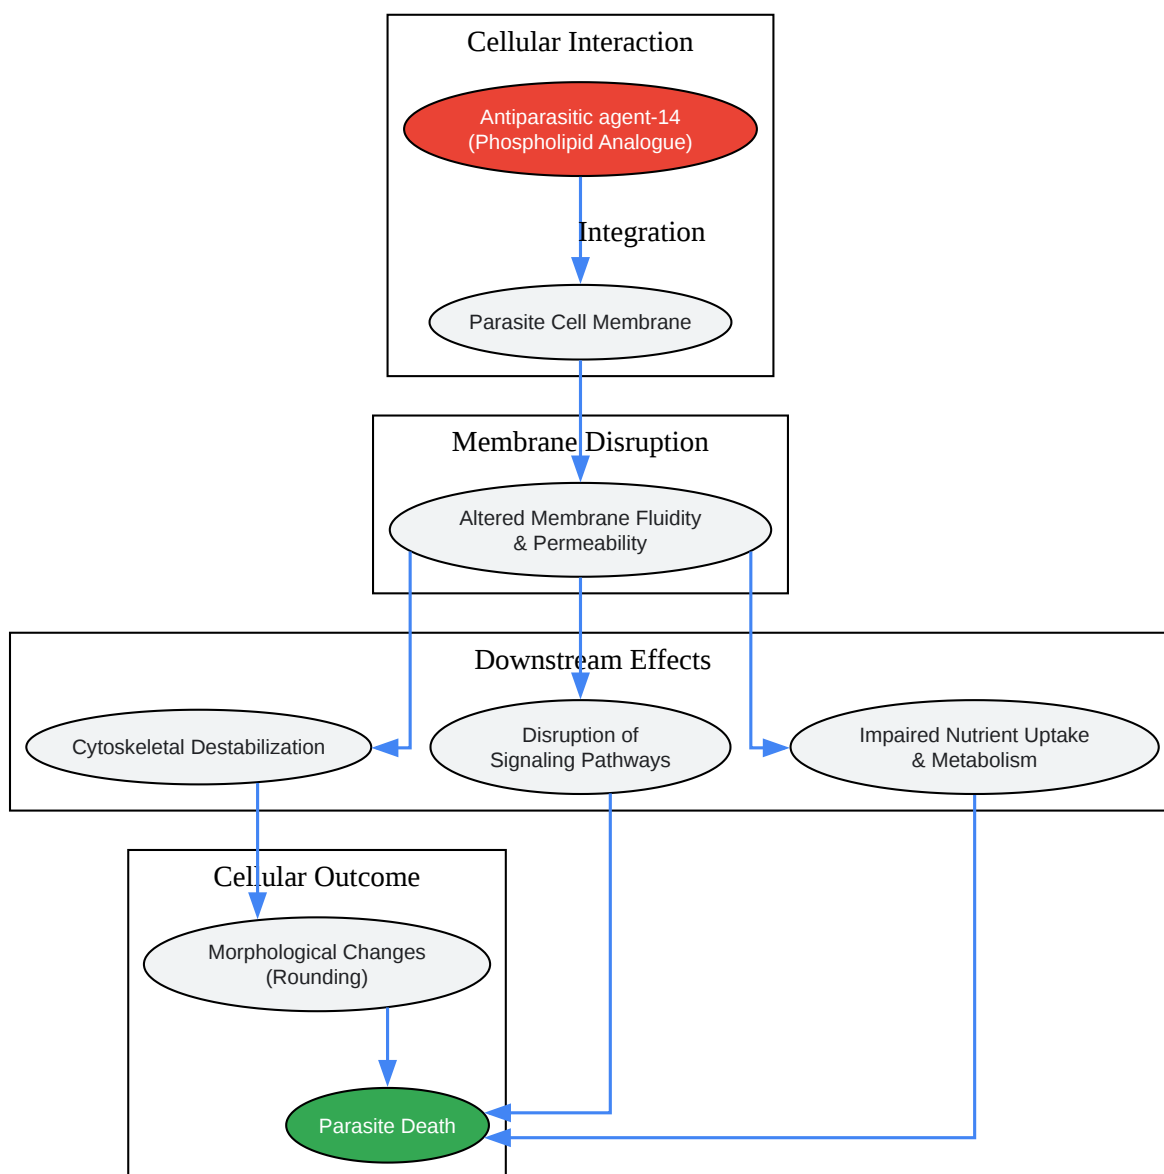 Cellular Interaction
Antiparasitic agent-14
(Phospholipid Analogue)
Integration
Parasite Cell Membrane
Membrane Disruption
Altered Membrane Fluidity
& Permeability
Downstream Effects
Cytoskeletal Destabilization
Disruption of
Signaling Pathways
Impaired Nutrient Uptake
& Metabolism
Cellular Outcome
Morphological Changes
(Rounding)
Parasite Death